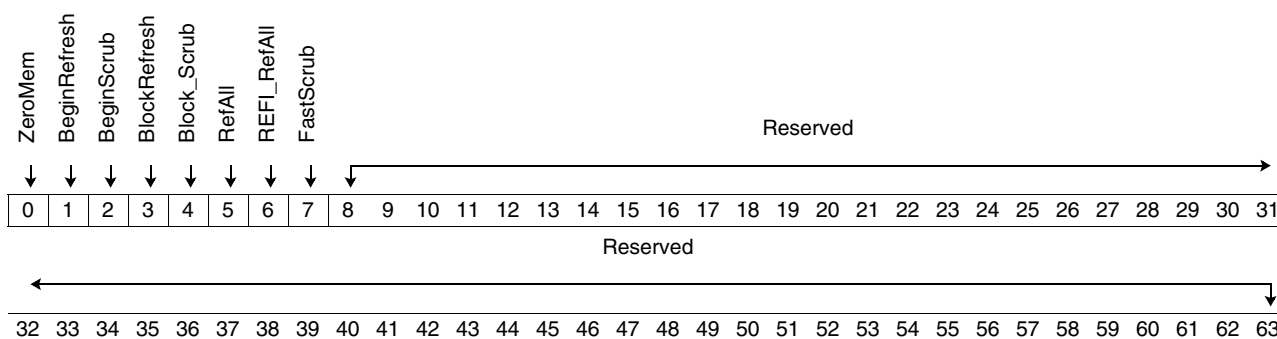 ZeroMem
BeginRefresh
BeginScrub
BlockRefresh
Block_Scrub
RefAll
REFI_RefAll
FastScrub
Reserved
0 1 2 3 4 5 6 7 8 9 10 11 12 13 14 15 16 17 18 19 20 21 22 23 24 25 26 27 28 29 30 31
Reserved
32 33 34 35 36 37 38 39 40 41 42 43 44 45 46 47 48 49 50 51 52 53 54 55 56 57 58 59 60 61 62 63